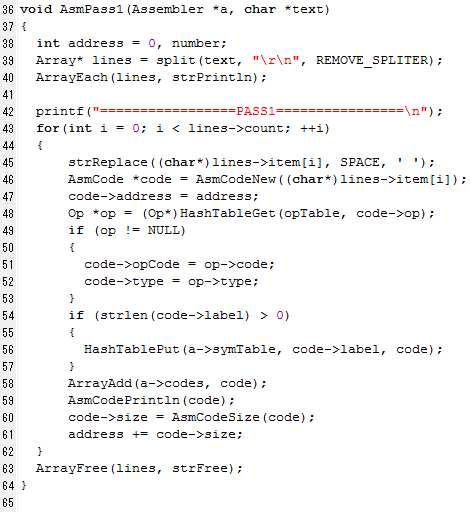 36 void AsmPass1(Assembler *a, char *text)
37 {
38   int address = 0, number;
39   Array* lines = split(text, "\r\n", REMOVE_SPLITER);
40   ArrayEach(lines, strPrintln);
41
42   printf("=================PASS1================\n");
43   for(int i = 0; i < lines->count; ++i)
44   {
45       strReplace((char*)lines->item[i], SPACE, ' ');
46       AsmCode *code = AsmCodeNew((char*)lines->item[i]);
47       code->address = address;
48       Op *op = (Op*)HashTableGet(opTable, code->op);
49       if (op != NULL)
50       {
51         code->opCode = op->code;
52         code->type = op->type;
53       }
54       if (strlen(code->label) > 0)
55       {
56         HashTablePut(a->symTable, code->label, code);
57       }
58       ArrayAdd(a->codes, code);
59       AsmCodePrintln(code);
60       code->size = AsmCodeSize(code);
61       address += code->size;
62   }
63   ArrayFree(lines, strFree);
64 }
65